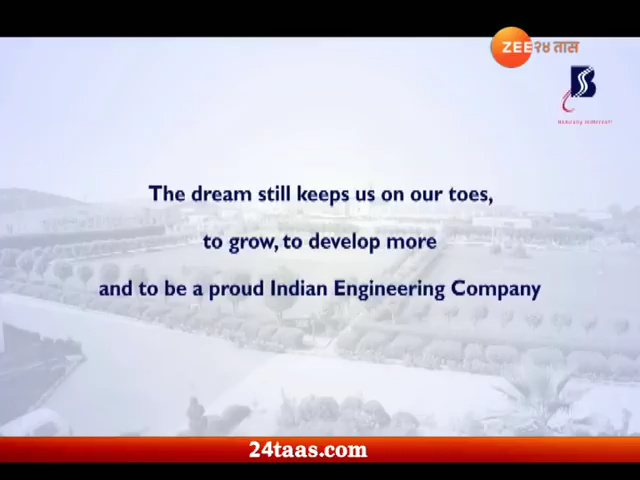 ZEE २४ तास
The dream still keeps us on our toes,
to grow, to develop more
and to be a proud Indian Engineering Company
24taas.com